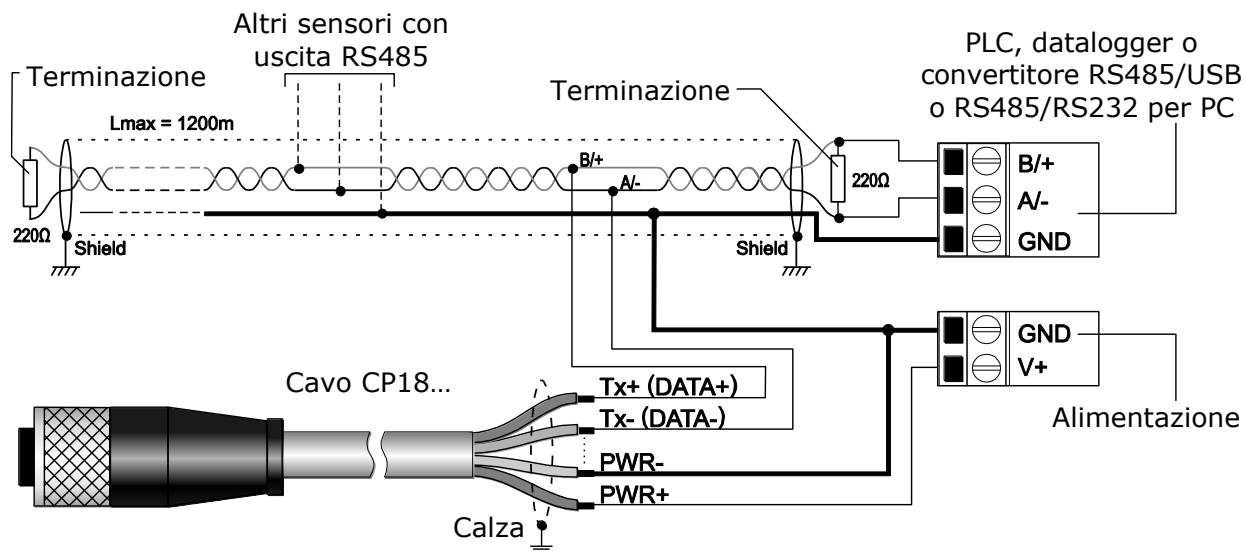 Altri sensori con
uscita RS485
PLC, datalogger o
convertitore RS485/USB
o RS485/RS232 per PC
Terminazione
Terminazione
Lmax = 1200m
B/+
A/-
220Ω
220Ω
Shield
Shield
B/+
A/-
GND
GND
V+
Alimentazione
Cavo CP18...
Tx+ (DATA+)
Tx- (DATA-)
PWR-
PWR+
Calza